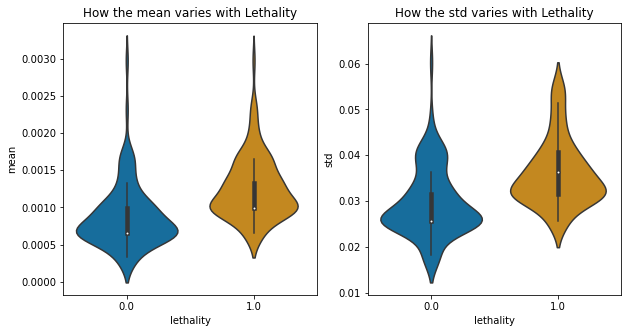 How the mean varies with Lethality
mean
0.0030
0.0025
0.0020
0.0015
0.0010
0.0005
0.0000
0.0
1.0
lethality
How the std varies with Lethality
std
0.06
0.05
0.04
0.03
0.02
0.01
0.0
1.0
lethality